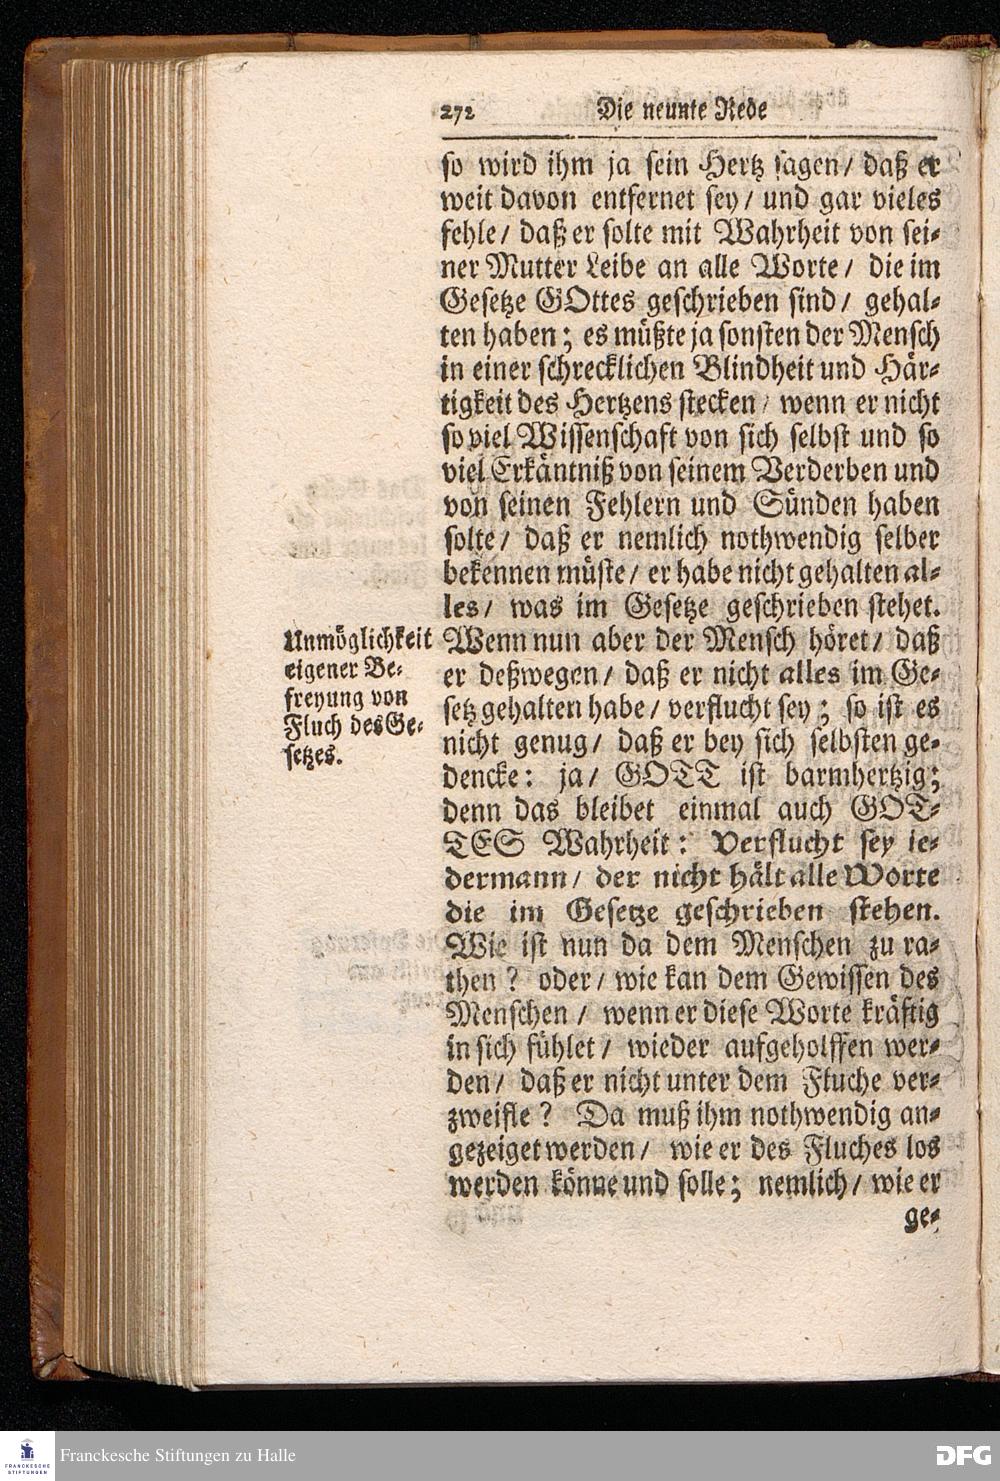 272 Die neunte Rede
so wird ihm ja sein Hertz sagen/ daß er
weit davon entfernet sey/ und gar vieles
fehle/ daß er solte mit Wahrheit von sei-
ner Mutter Leibe an alle Worte/ die im
Gesetze GOttes geschrieben sind/ gehal-
ten haben; es müßte ja sonsten der Mensch
in einer schrecklichen Blindheit und Här-
tigkeit des Hertzens stecken/ wenn er nicht
so viel Wissenschaft von sich selbst und so
viel Erkäntniß von seinem Verderben und
von seinen Fehlern und Sünden haben
solte/ daß er nemlich nothwendig selber
bekennen müste/ er habe nicht gehalten al-
les/ was im Gesetze geschrieben stehet.
Unmöglichkeit
eigener Be-
freyung von
Fluch des Ge-
setzes.
Wenn nun aber der Mensch höret/ daß
er deßwegen/ daß er nicht alles im Ge-
setz gehalten habe/ verflucht sey; so ist es
nicht genug/ daß er bey sich selbsten ge-
dencke: ja/ GOTT ist barmhertzig;
denn das bleibet einmal auch GOT-
TES Wahrheit: Verflucht sey ie-
dermann/ der nicht hält alle Worte
die im Gesetze geschrieben stehen.
Wie ist nun da dem Menschen zu ra-
then? oder/ wie kan dem Gewissen des
Menschen/ wenn er diese Worte kräftig
in sich fühlet/ wieder aufgeholffen wer-
den/ daß er nicht unter dem Fluche ver-
zweifle? Da muß ihm nothwendig an-
gezeiget werden/ wie er des Fluches los
werden könne und solle; nemlich/ wie er
ge-
FRANCKESCHE
STIFTUNGEN
Franckesche Stiftungen zu Halle
DFG